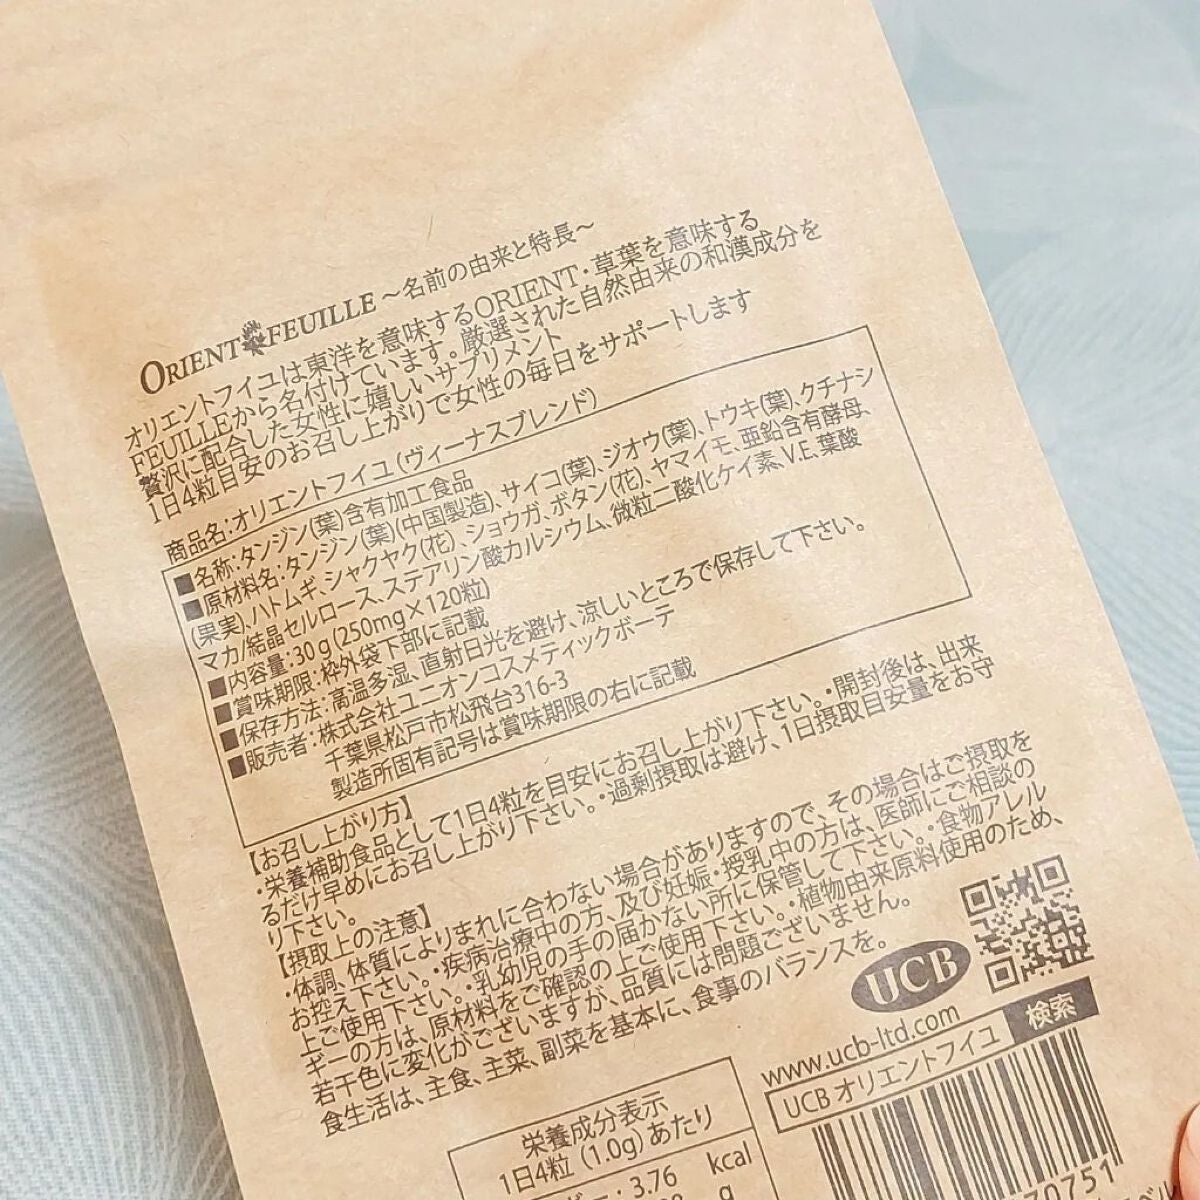 ORIENT FEUILLE ～名前の由来と特長～
オリエントフイユは東洋を意味するORIENT・草葉を意味する
FEUILLEから名付けています。厳選された自然由来の和漢成分を
贅沢に配合した女性に嬉しいサプリメント
1日4粒目安のお召し上がりで女性の毎日をサポートします
商品名:オリエントフイユ(ヴィーナスブレンド)
■名称:タンジン(葉)含有加工食品
■原材料名:タンジン(葉)(中国製造)、サイコ(葉)、ジオウ(葉)、トウキ(葉)、クチナシ
(果実)、ハトムギ、シャクヤク(花)、ショウガ、ボタン(花)、ヤマイモ、亜鉛含有酵母、
マカ/結晶セルロース、ステアリン酸カルシウム、微粒二酸化ケイ素、V.E、葉酸
■内容量:30g(250mg×120粒)
■賞味期限:枠外袋下部に記載
■保存方法:高温多湿、直射日光を避け、涼しいところで保存して下さい。
■販売者:株式会社ユニオンコスメティックボーテ
千葉県松戸市松飛台316-3
製造所固有記号は賞味期限の右に記載
【お召し上がり方】
・栄養補助食品として1日4粒を目安にお召し上がり下さい。・開封後は、出来
るだけ早めにお召し上がり下さい。・過剰摂取は避け、1日摂取目安量をお守
り下さい。
【摂取上の注意】
・体調、体質によりまれに合わない場合がありますので、その場合はご摂取を
お控え下さい。・疾病治療中の方、及び妊娠・授乳中の方は、医師にご相談の
上ご使用下さい。・乳幼児の手の届かない所に保管して下さい。・食物アレル
ギーの方は、原材料をご確認の上ご使用下さい。・植物由来原料使用のため、
若干色に変化がございますが、品質には問題ございません。
食生活は、主食、主菜、副菜を基本に、食事のバランスを。
UCB
www.ucb-ltd.com
UCB オリエントフイユ 検索
栄養成分表示
1日4粒 (1.0g)あたり
3.76 kcal
g
0751